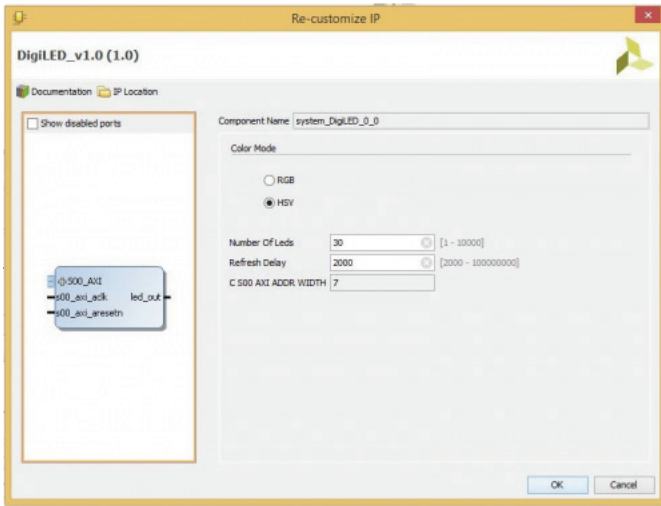 Re-customize IP
DigiLED_v1.0 (1.0)
Documentation IP Location
Show disabled ports
S00_AXI
s00_axi_aclk led_out
s00_axi_aresetn
Component Name system_DigiLED_0_0
Color Mode
RGB
HSV
Number Of Leds 30 [1 - 10000]
Refresh Delay 2000 [2000 - 100000000]
C S00 AXI ADDR WIDTH 7
OK Cancel